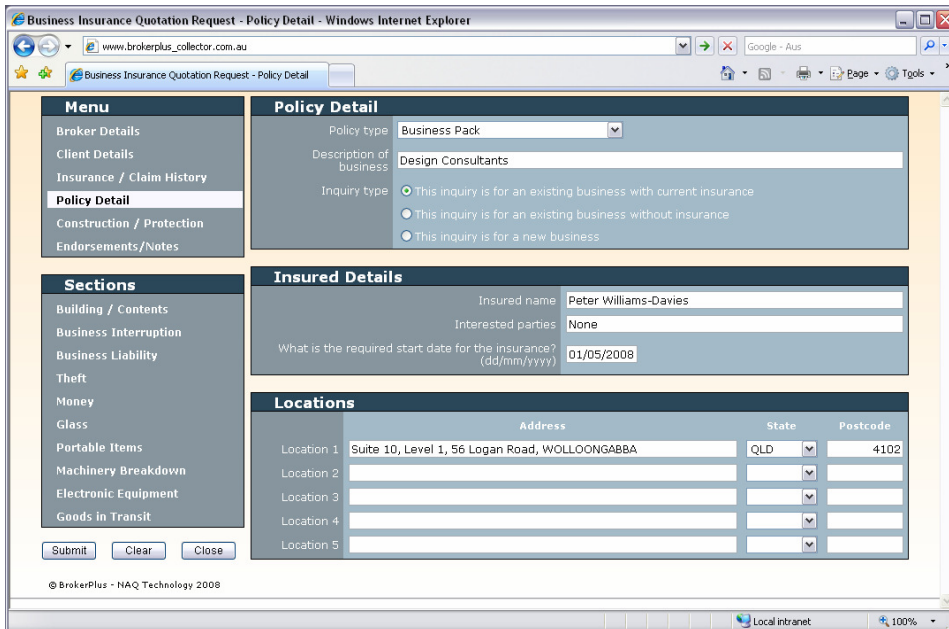 Business Insurance Quotation Request - Policy Detail - Windows Internet Explorer
www.brokerplus_collector.com.au
Google - Aus
Business Insurance Quotation Request - Policy Detail
Page
Tools
Menu
Broker Details
Client Details
Insurance / Claim History
Policy Detail
Construction / Protection
Endorsements/Notes
Sections
Building / Contents
Business Interruption
Business Liability
Theft
Money
Glass
Portable Items
Machinery Breakdown
Electronic Equipment
Goods in Transit
Submit Clear Close
© BrokerPlus - NAQ Technology 2008
Policy Detail
Policy type Business Pack
Description of
business Design Consultants
Inquiry type This inquiry is for an existing business with current insurance
This inquiry is for an existing business without insurance
This inquiry is for a new business
Insured Details
Insured name Peter Williams-Davies
Interested parties None
What is the required start date for the insurance?
(dd/mm/yyyy) 01/05/2008
Locations
Address State Postcode
Location 1 Suite 10, Level 1, 56 Logan Road, WOLLOONGABBA QLD 4102
Location 2
Location 3
Location 4
Location 5
Local intranet 100%